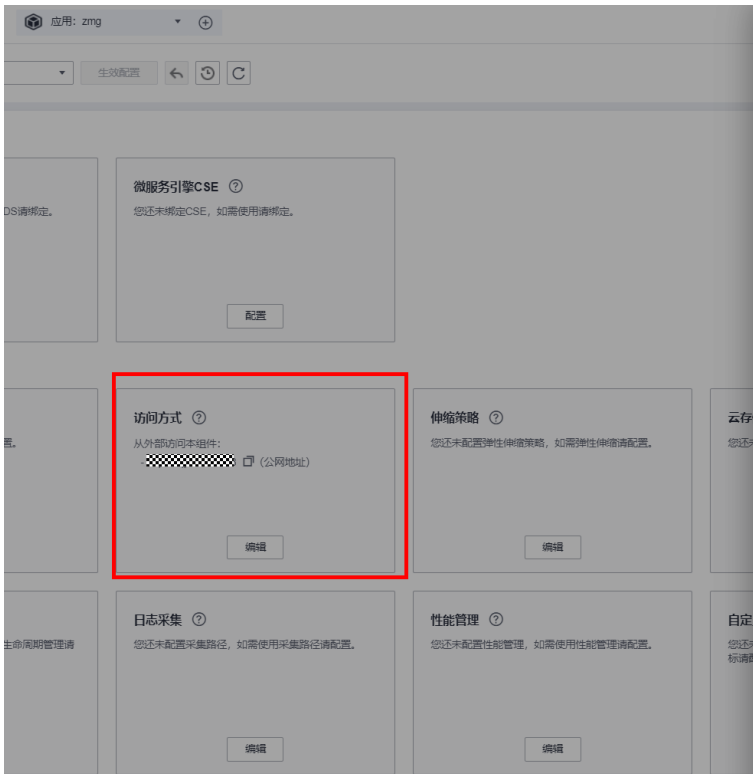 应用: zmg
生效配置
微服务引擎CSE
DS请绑定。
您还未绑定CSE，如需使用请绑定。
配置
访问方式
伸缩策略
云存
置。
从外部访问本组件:
- (公网地址)
您还未配置弹性伸缩策略，如需弹性伸缩请配置。
您还
编辑
编辑
日志采集
性能管理
自定
生命周期管理请
您还未配置采集路径，如需使用采集路径请配置。
您还未配置性能管理，如需使用性能管理请配置。
您还
标请
编辑
编辑